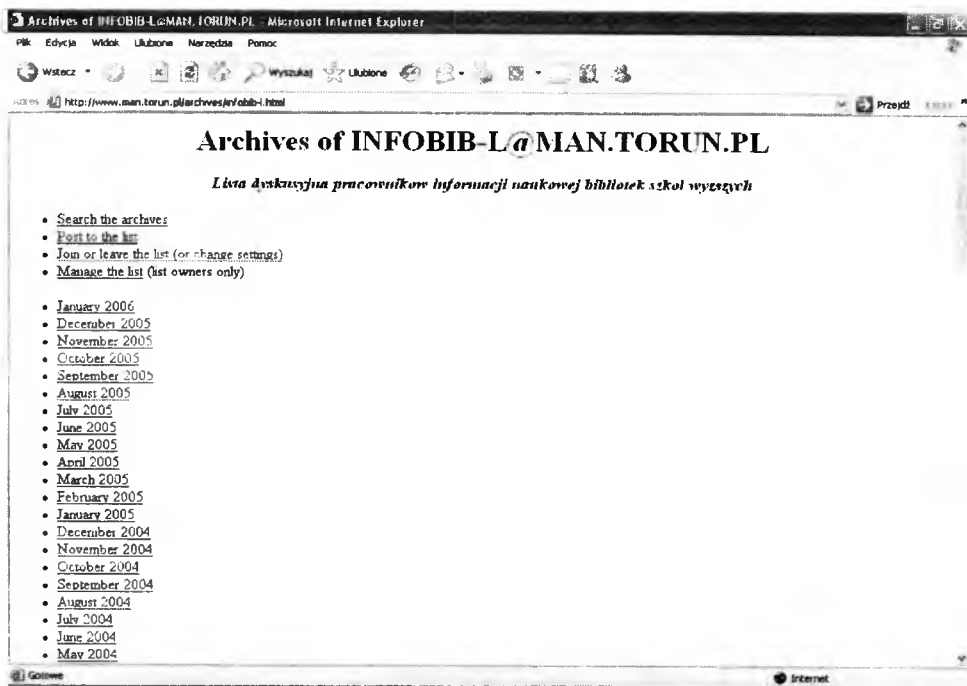 Archives of INFOBIB-L@MAN.TORUN.PL - Microsoft Internet Explorer
Plik Edycja Widok Ulubione Narzędzia Pomoc
Wstecz Wyszukaj Ulubione
Adres http://www.man.torun.pl/archives/infobib-l.html Przejdź
Archives of INFOBIB-L@MAN.TORUN.PL
Lista dyskusyjna pracownikow informacji naukowej bibliotek szkol wyzszych
• Search the archives
• Post to the list
• Join or leave the list (or change settings)
• Manage the list (list owners only)
• January 2006
• December 2005
• November 2005
• October 2005
• September 2005
• August 2005
• July 2005
• June 2005
• May 2005
• April 2005
• March 2005
• February 2005
• January 2005
• December 2004
• November 2004
• October 2004
• September 2004
• August 2004
• July 2004
• June 2004
• May 2004
Gotowe Internet